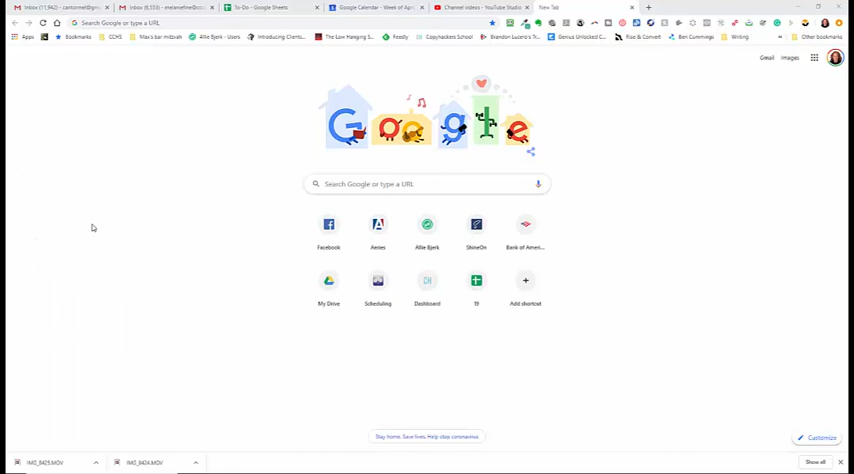 Inbox (11,942) - cantormef@gm
Inbox (6,553) - melaniefine@co
To-Do - Google Sheets
Google Calendar - Week of Apr
Channel videos - YouTube Studio
New Tab
Search Google or type a URL
Apps
Bookmarks
CCHS
Max's bar mitzvah
Allie Bjerk - Users
Introducing Clients...
The Low Hanging S...
Feedly
Copyhackers School
Brandon Lucero's Tr...
Genius Unlocked C...
Rise & Convert
Ben Cummings
Writing
Other bookmarks
Gmail
Images
Google
Search Google or type a URL
Facebook
Aeries
Allie Bjerk
ShineOn
Bank of Ameri...
My Drive
Scheduling
Dashboard
19
Add shortcut
Stay home. Save lives. Help stop coronavirus
Customize
IMG_8425.MOV
IMG_8424.MOV
Show all